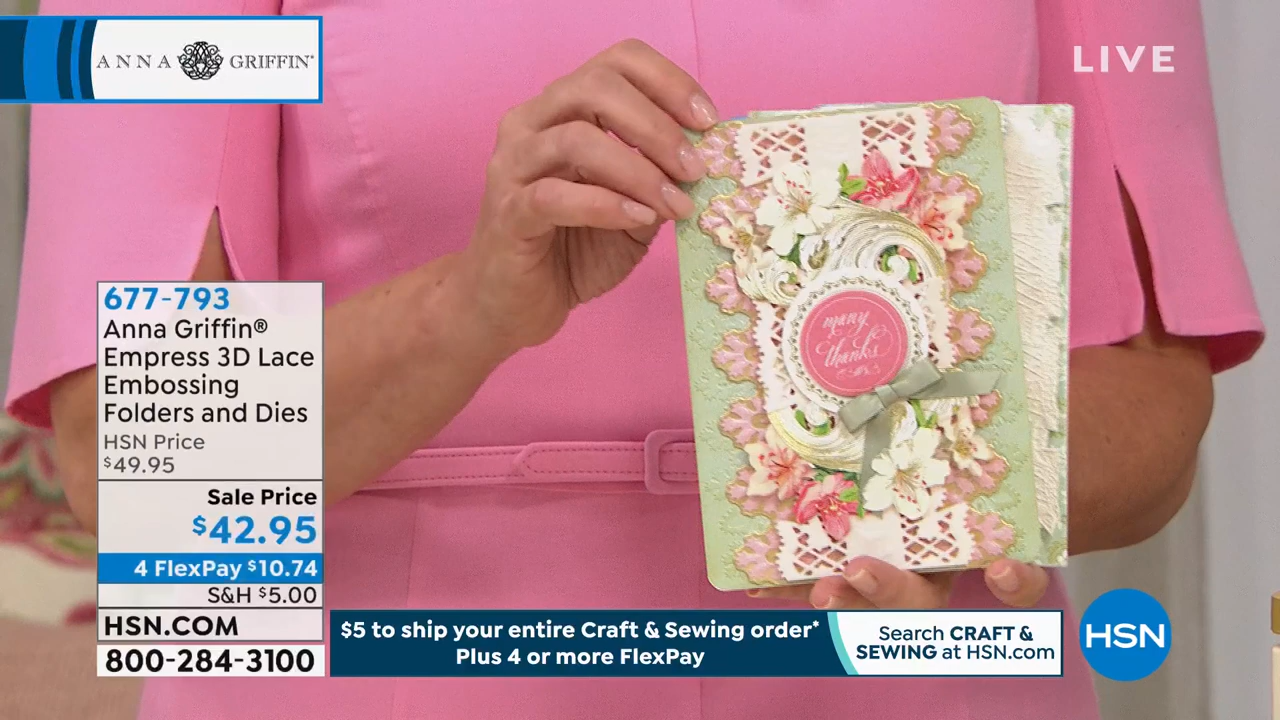 ANNA GRIFFIN®
LIVE
many
thanks
677-793
Anna Griffin®
Empress 3D Lace
Embossing
Folders and Dies
HSN Price
$49.95
Sale Price
$42.95
4 FlexPay $10.74
S&H $5.00
HSN.COM
800-284-3100
$5 to ship your entire Craft & Sewing order*
Plus 4 or more FlexPay
Search CRAFT &
SEWING at HSN.com
HSN